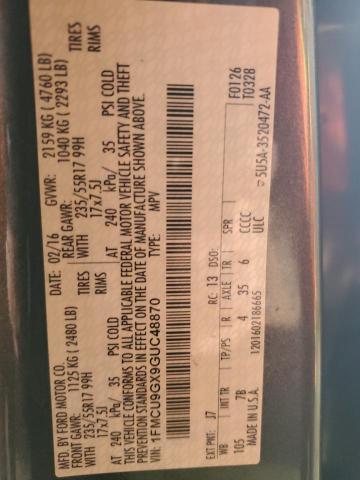 MFD. BY FORD MOTOR CO.
DATE: 02/16 GVWR: 2159 KG ( 4760 LB)
FRONT GAWR: 1125 KG ( 2480 LB) REAR GAWR: 1040 KG ( 2293 LB)
235/55R17 99H TIRES WITH 235/55R17 99H TIRES
17x7.5J RIMS 17x7.5J RIMS
AT 240 kPa/ 35 PSI COLD AT 240 kPa/ 35 PSI COLD
THIS VEHICLE CONFORMS TO ALL APPLICABLE FEDERAL MOTOR VEHICLE SAFETY AND THEFT
PREVENTION STANDARDS IN EFFECT ON THE DATE OF MANUFACTURE SHOWN ABOVE.
VIN: 1FMCU9GX9GUC48870 TYPE: MPV
F0126
T0328
EXT PNT: J7 RC: 13 DSO:
WB INT TR TP/PS R AXLE TR SPR
105 7B 4 35 6 CCCC
MADE IN U.S.A. 1201602186665 ULC
5U5A-3520472-AA